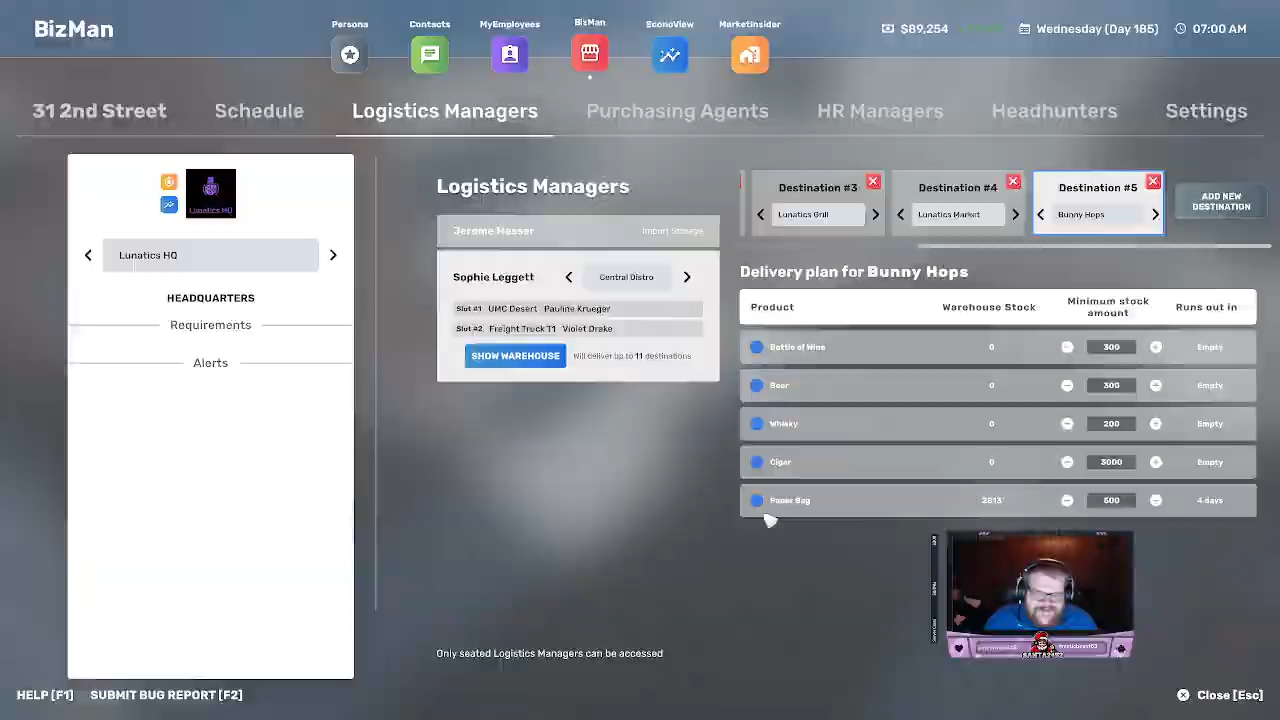 BizMan
Persona
Contacts
MyEmployees
BizMan
EconoView
MarketInsider
$89,254
Wednesday (Day 185)
07:00 AM
31 2nd Street
Schedule
Logistics Managers
Purchasing Agents
HR Managers
Headhunters
Settings
Lunatics HQ
Lunatics HQ
HEADQUARTERS
Requirements
Alerts
Logistics Managers
Jerome Nesser Import Storage
Sophie Leggett Central Distro
Slot #1 UMC Desert Pauline Krueger
Slot #2 Freight Truck T1 Violet Drake
SHOW WAREHOUSE Will deliver up to 11 destinations
Only seated Logistics Managers can be accessed
Destination #3
Lunatics Grill
Destination #4
Lunatics Market
Destination #5
Bunny Hops
ADD NEW
DESTINATION
Delivery plan for Bunny Hops
Product Warehouse Stock Minimum stock amount Runs out in
Bottle of Wine 0 300 Empty
Beer 0 300 Empty
Whisky 0 200 Empty
Cigar 0 3000 Empty
Paper Bag 2813 500 4 days
SANTA2452
HELP [F1]
SUBMIT BUG REPORT [F2]
Close [Esc]